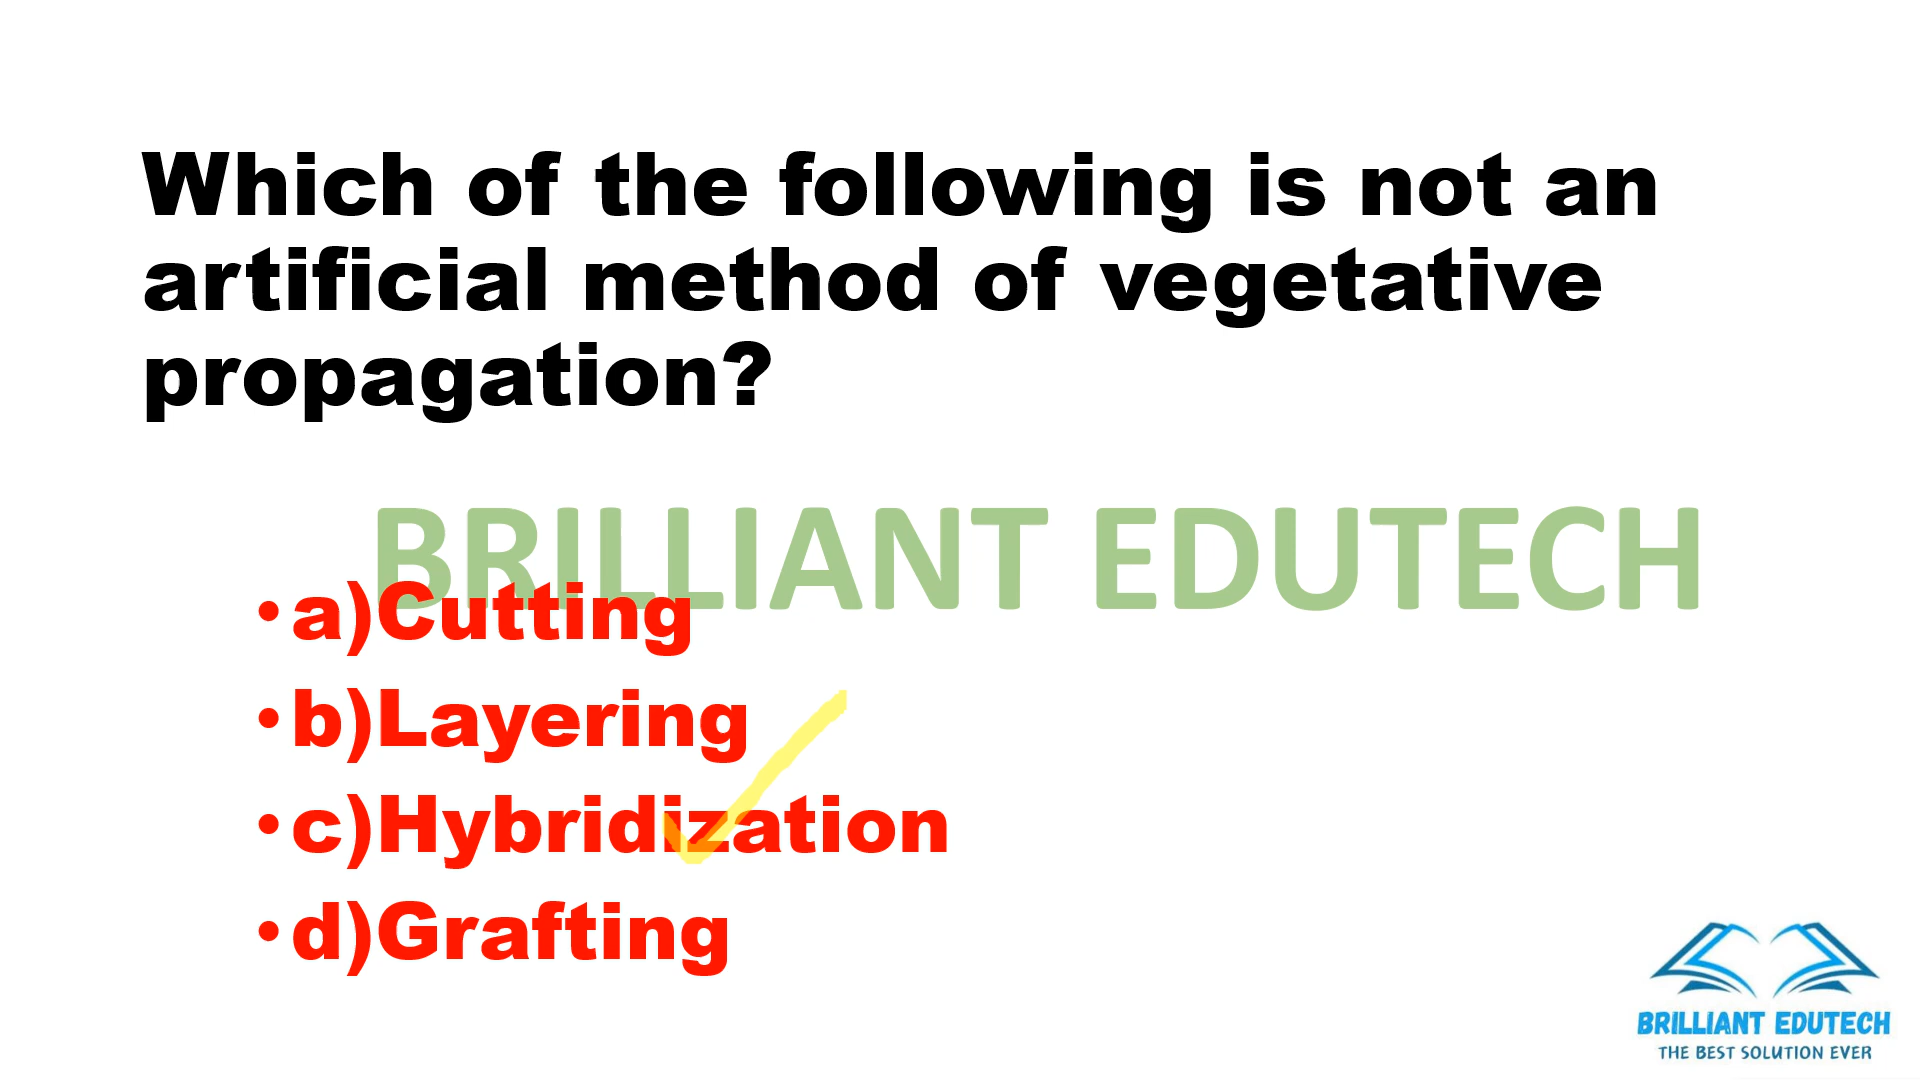 Which of the following is not an
artificial method of vegetative
propagation?
BRILLIANT EDUTECH
•a)Cutting
•b)Layering
•c)Hybridization
•d)Grafting
BRILLIANT EDUTECH
THE BEST SOLUTION EVER